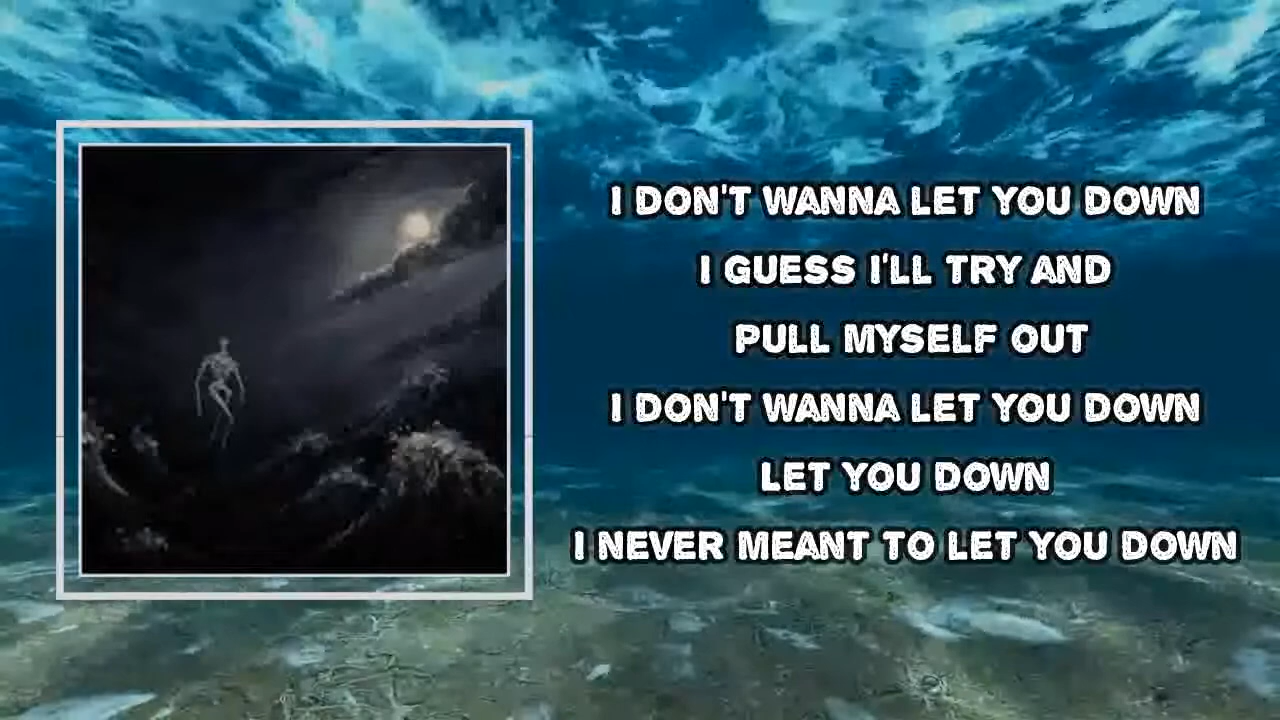 I DON'T WANNA LET YOU DOWN
I GUESS I'LL TRY AND
PULL MYSELF OUT
I DON'T WANNA LET YOU DOWN
LET YOU DOWN
I NEVER MEANT TO LET YOU DOWN